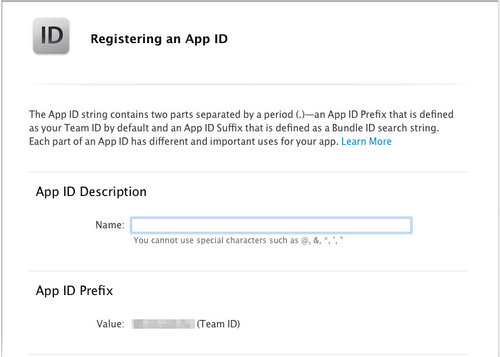 ID
Registering an App ID
The App ID string contains two parts separated by a period (.)—an App ID Prefix that is defined
as your Team ID by default and an App ID Suffix that is defined as a Bundle ID search string.
Each part of an App ID has different and important uses for your app. Learn More
App ID Description
Name:
You cannot use special characters such as @, &, *, ', "
App ID Prefix
Value: (Team ID)